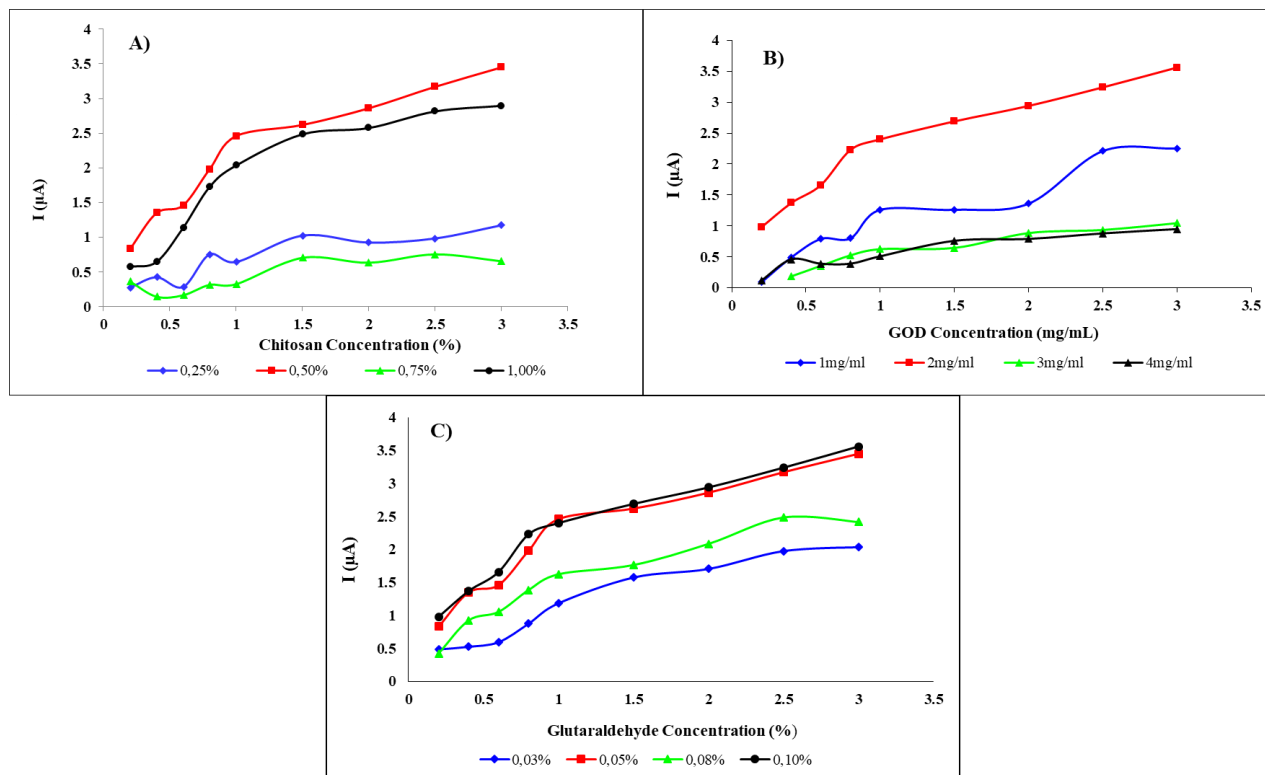 A)
I (µA)
4
3.5
3
2.5
2
1.5
1
0.5
0
0 0.5 1 1.5 2 2.5 3 3.5
Chitosan Concentration (%)
0,25% 0,50% 0,75% 1,00%
B)
I (µA)
4
3.5
3
2.5
2
1.5
1
0.5
0
0 0.5 1 1.5 2 2.5 3 3.5
GOD Concentration (mg/mL)
1mg/ml 2mg/ml 3mg/ml 4mg/ml
C)
I (µA)
4
3.5
3
2.5
2
1.5
1
0.5
0
0 0.5 1 1.5 2 2.5 3 3.5
Glutaraldehyde Concentration (%)
0,03% 0,05% 0,08% 0,10%